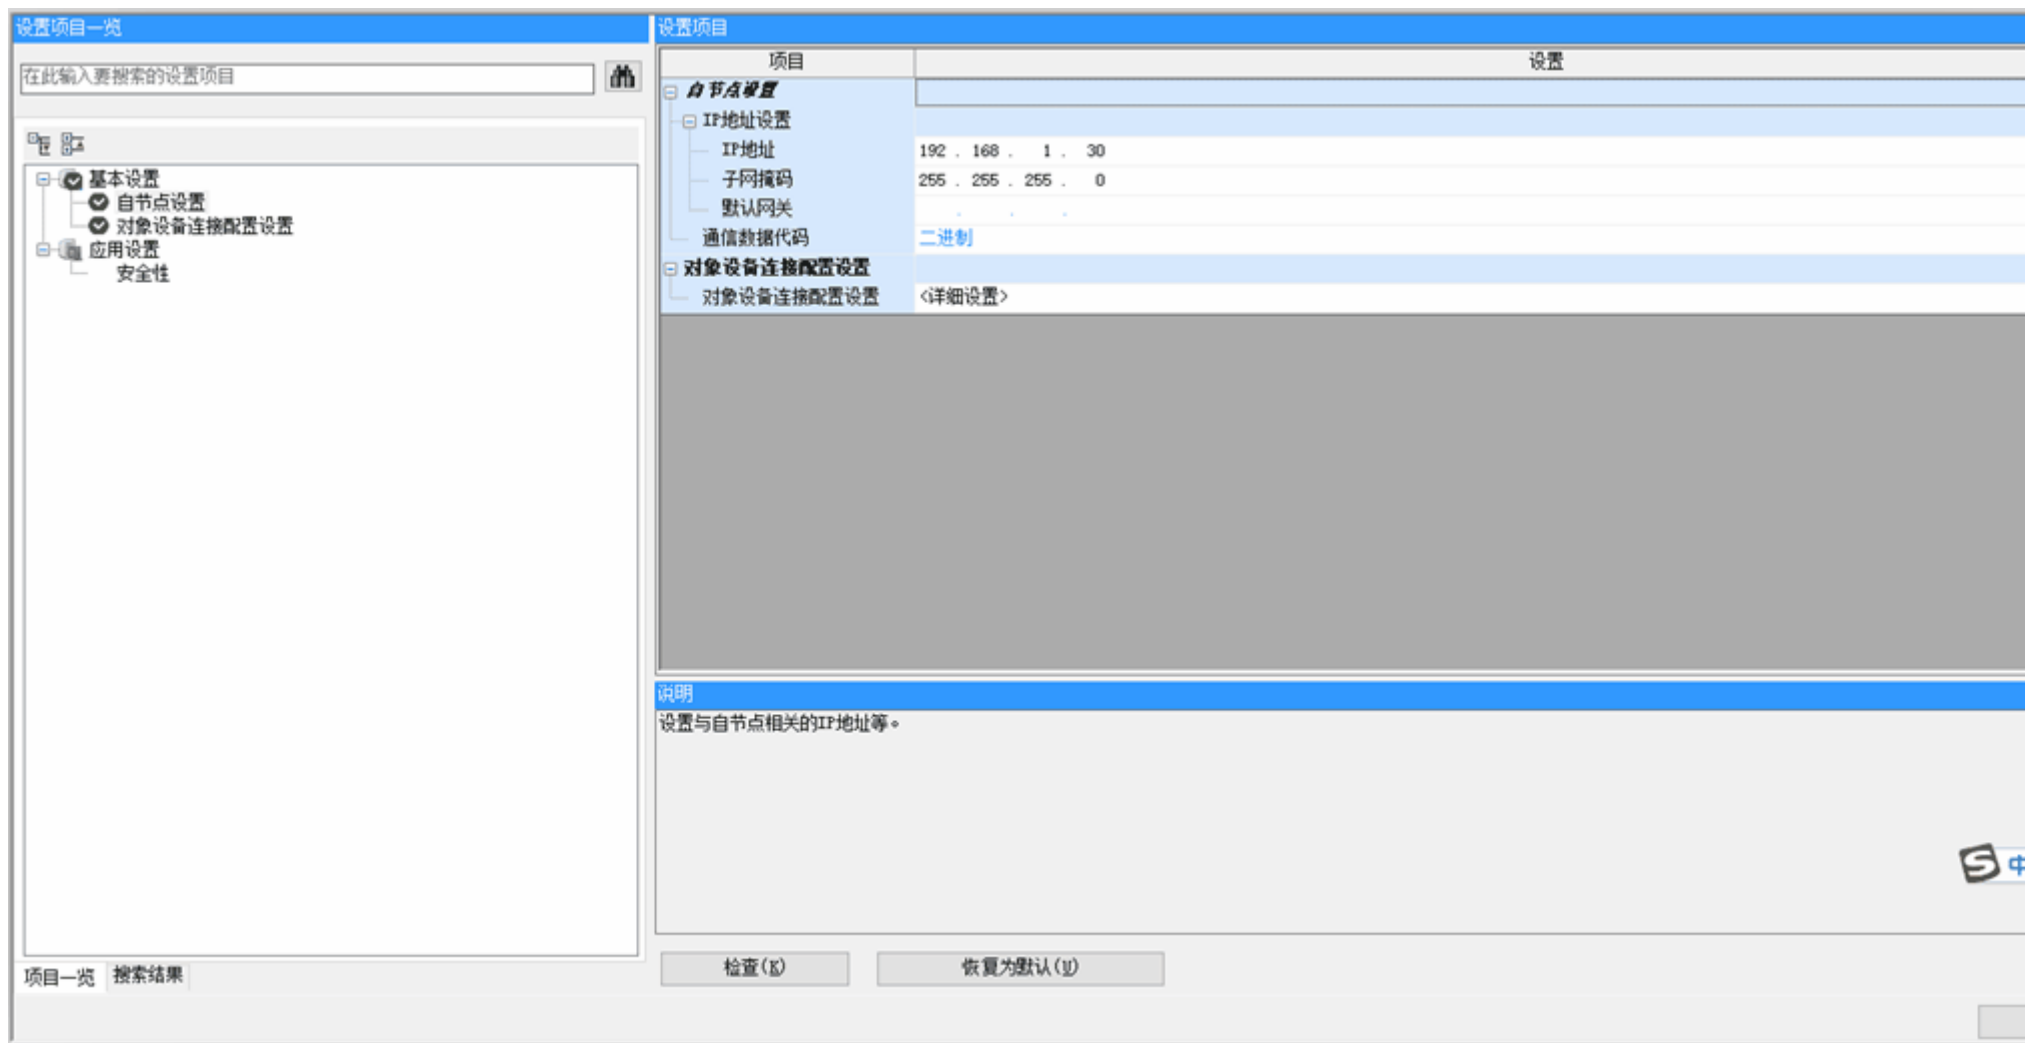 设置项目一览
在此输入要搜索的设置项目
基本设置
自节点设置
对象设备连接配置设置
应用设置
安全性
项目一览 搜索结果
设置项目
项目 设置
自节点设置
IP地址设置
IP地址 192 . 168 . 1 . 30
子网掩码 255 . 255 . 255 . 0
默认网关 . . .
通信数据代码 二进制
对象设备连接配置设置
对象设备连接配置设置 <详细设置>
说明
设置与自节点相关的IP地址等。
S 中
检查(K) 恢复为默认(U)